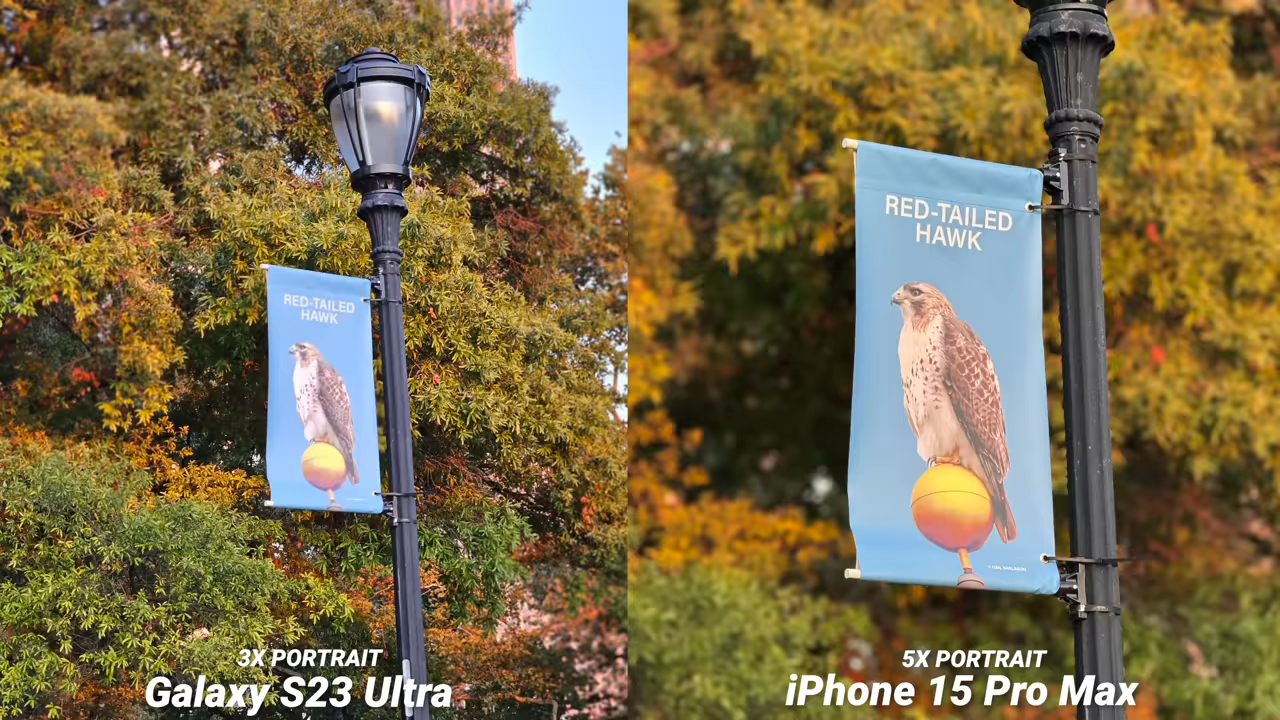 RED-TAILED
HAWK
3X PORTRAIT
Galaxy S23 Ultra
RED-TAILED
HAWK
5X PORTRAIT
iPhone 15 Pro Max